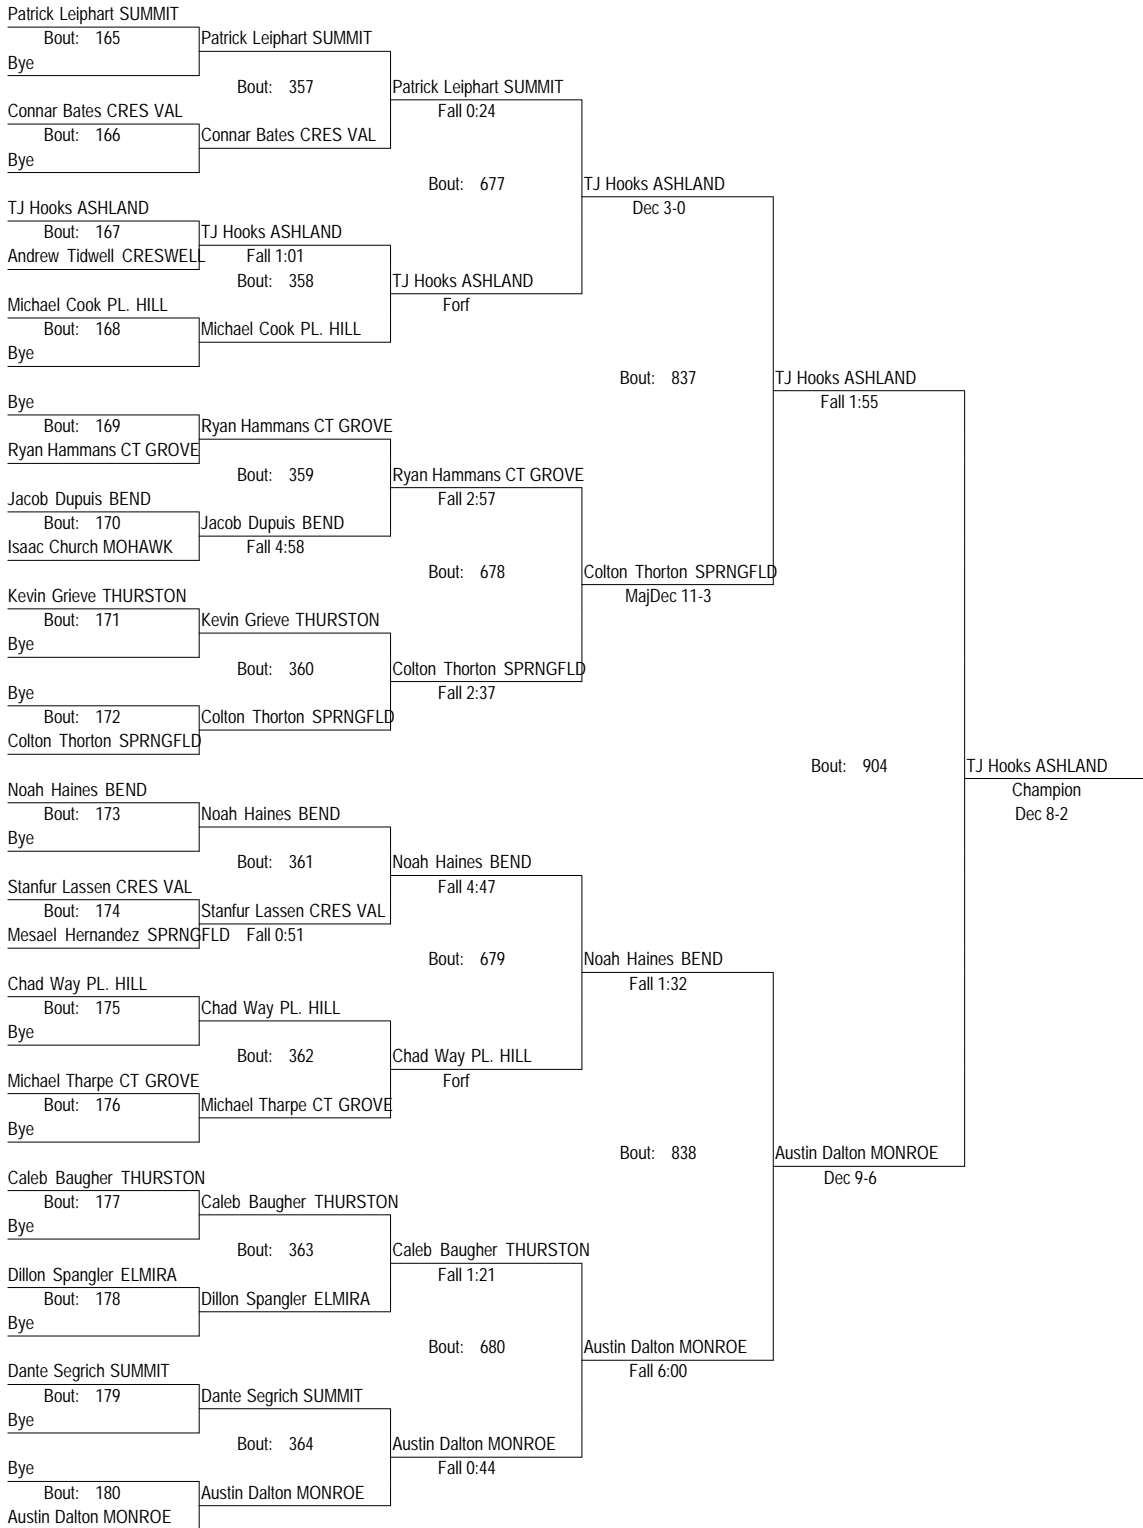 Patrick Leiphart SUMMIT
Bout: 165
Patrick Leiphart SUMMIT
Bye
Bout: 357
Patrick Leiphart SUMMIT
Fall 0:24
Connar Bates CRES VAL
Bout: 166
Connar Bates CRES VAL
Bye
Bout: 677
TJ Hooks ASHLAND
Dec 3-0
TJ Hooks ASHLAND
Bout: 167
TJ Hooks ASHLAND
Andrew Tidwell CRESWELL
Fall 1:01
Bout: 358
TJ Hooks ASHLAND
Forf
Michael Cook PL. HILL
Bout: 168
Michael Cook PL. HILL
Bye
Bout: 837
TJ Hooks ASHLAND
Fall 1:55
Bye
Bout: 169
Ryan Hammans CT GROVE
Ryan Hammans CT GROVE
Bout: 359
Ryan Hammans CT GROVE
Fall 2:57
Jacob Dupuis BEND
Bout: 170
Jacob Dupuis BEND
Isaac Church MOHAWK
Fall 4:58
Bout: 678
Colton Thorton SPRNGFLD
MajDec 11-3
Kevin Grieve THURSTON
Bout: 171
Kevin Grieve THURSTON
Bye
Bout: 360
Colton Thorton SPRNGFLD
Fall 2:37
Bye
Bout: 172
Colton Thorton SPRNGFLD
Colton Thorton SPRNGFLD
Bout: 904
TJ Hooks ASHLAND
Champion
Dec 8-2
Noah Haines BEND
Bout: 173
Noah Haines BEND
Bye
Bout: 361
Noah Haines BEND
Fall 4:47
Stanfur Lassen CRES VAL
Bout: 174
Stanfur Lassen CRES VAL
Mesael Hernandez SPRNGFLD
Fall 0:51
Bout: 679
Noah Haines BEND
Fall 1:32
Chad Way PL. HILL
Bout: 175
Chad Way PL. HILL
Bye
Bout: 362
Chad Way PL. HILL
Forf
Michael Tharpe CT GROVE
Bout: 176
Michael Tharpe CT GROVE
Bye
Bout: 838
Austin Dalton MONROE
Dec 9-6
Caleb Baugher THURSTON
Bout: 177
Caleb Baugher THURSTON
Bye
Bout: 363
Caleb Baugher THURSTON
Fall 1:21
Dillon Spangler ELMIRA
Bout: 178
Dillon Spangler ELMIRA
Bye
Bout: 680
Austin Dalton MONROE
Fall 6:00
Dante Segrich SUMMIT
Bout: 179
Dante Segrich SUMMIT
Bye
Bout: 364
Austin Dalton MONROE
Fall 0:44
Bye
Bout: 180
Austin Dalton MONROE
Austin Dalton MONROE